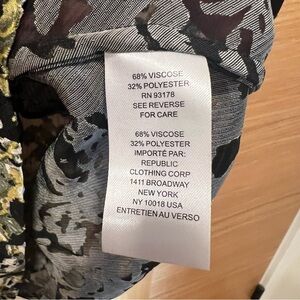 68% VISCOSE
32% POLYESTER
RN 93178
SEE REVERSE
FOR CARE
68% VISCOSE
32% POLYESTER
IMPORTÉ PAR:
REPUBLIC
CLOTHING CORP
1411 BROADWAY
NEW YORK
NY 10018 USA
ENTRETIEN AU VERSO